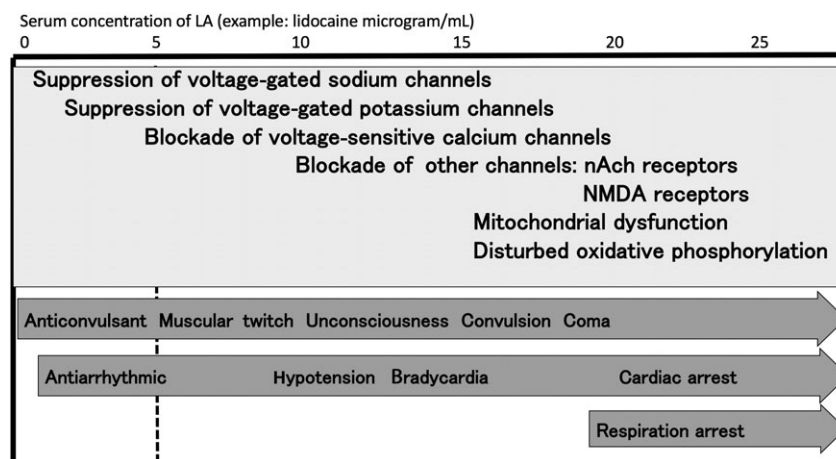 Serum concentration of LA (example: lidocaine microgram/mL)
0 5 10 15 20 25
Suppression of voltage-gated sodium channels
Suppression of voltage-gated potassium channels
Blockade of voltage-sensitive calcium channels
Blockade of other channels: nAch receptors
NMDA receptors
Mitochondrial dysfunction
Disturbed oxidative phosphorylation
Anticonvulsant Muscular twitch Unconsciousness Convulsion Coma
Antiarrhythmic Hypotension Bradycardia Cardiac arrest
Respiration arrest